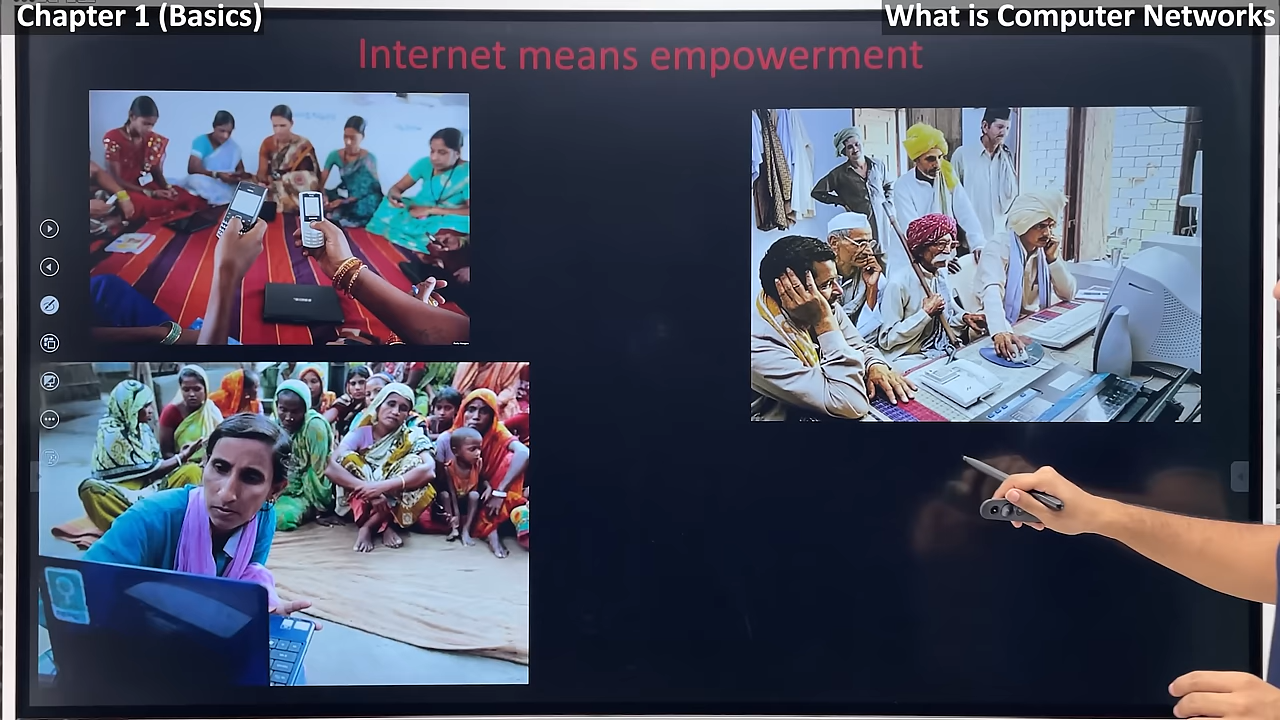 Chapter 1 (Basics)
What is Computer Networks
Internet means empowerment